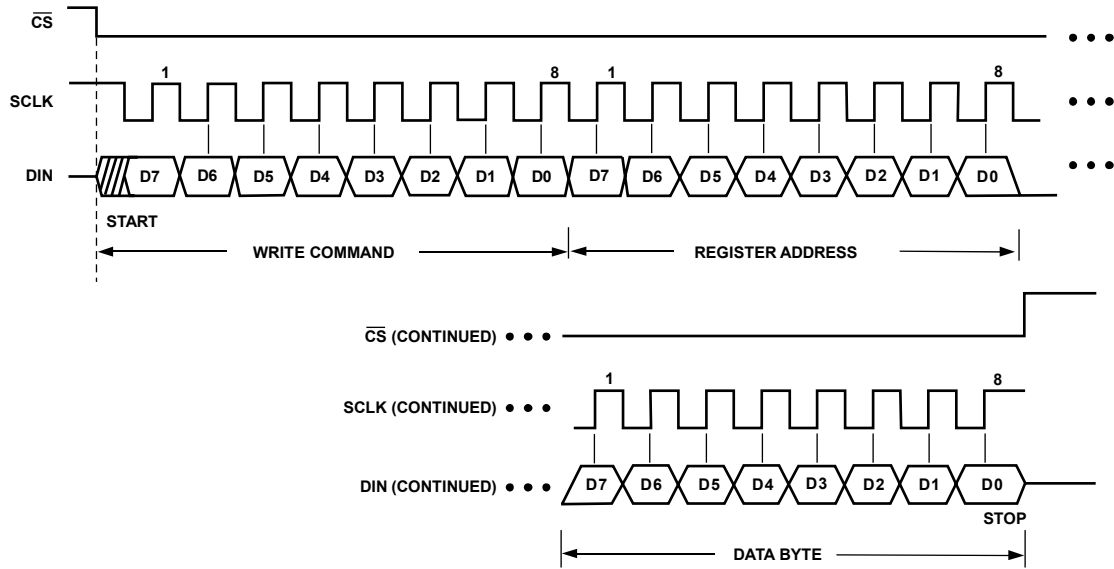 CS
1 8 1 8
SCLK
DIN D7 D6 D5 D4 D3 D2 D1 D0 D7 D6 D5 D4 D3 D2 D1 D0
START
WRITE COMMAND REGISTER ADDRESS
CS (CONTINUED)
1 8
SCLK (CONTINUED)
DIN (CONTINUED) D7 D6 D5 D4 D3 D2 D1 D0
STOP
DATA BYTE